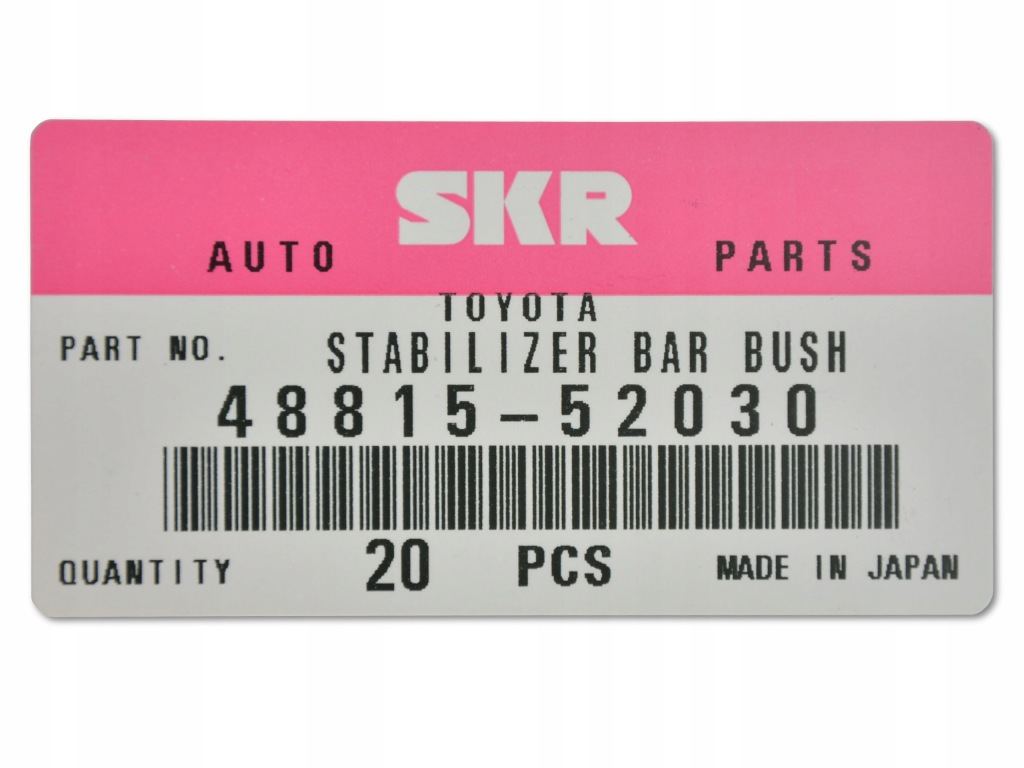 SKR
AUTO PARTS
TOYOTA
PART NO. STABILIZER BAR BUSH
48815-52030
QUANTITY 20 PCS MADE IN JAPAN